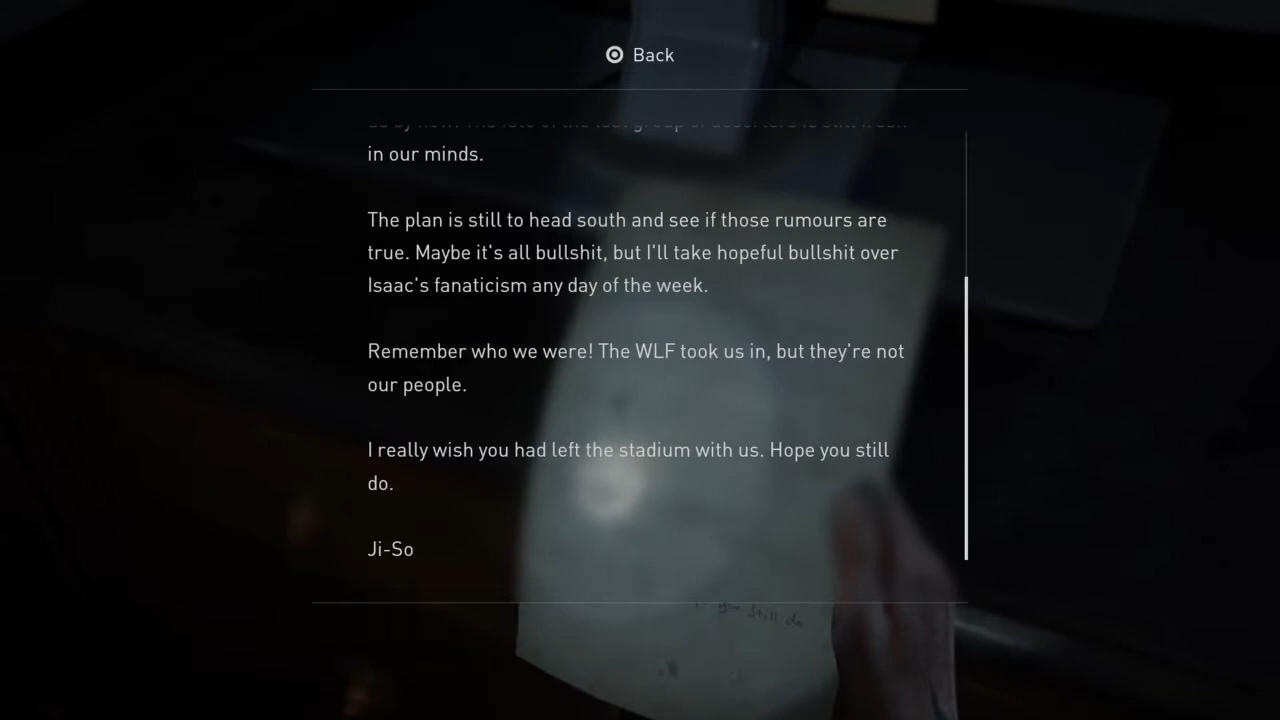 Back
in our minds.
The plan is still to head south and see if those rumours are
true. Maybe it's all bullshit, but I'll take hopeful bullshit over
Isaac's fanaticism any day of the week.
Remember who we were! The WLF took us in, but they're not
our people.
I really wish you had left the stadium with us. Hope you still
do.
Ji-So
you still do